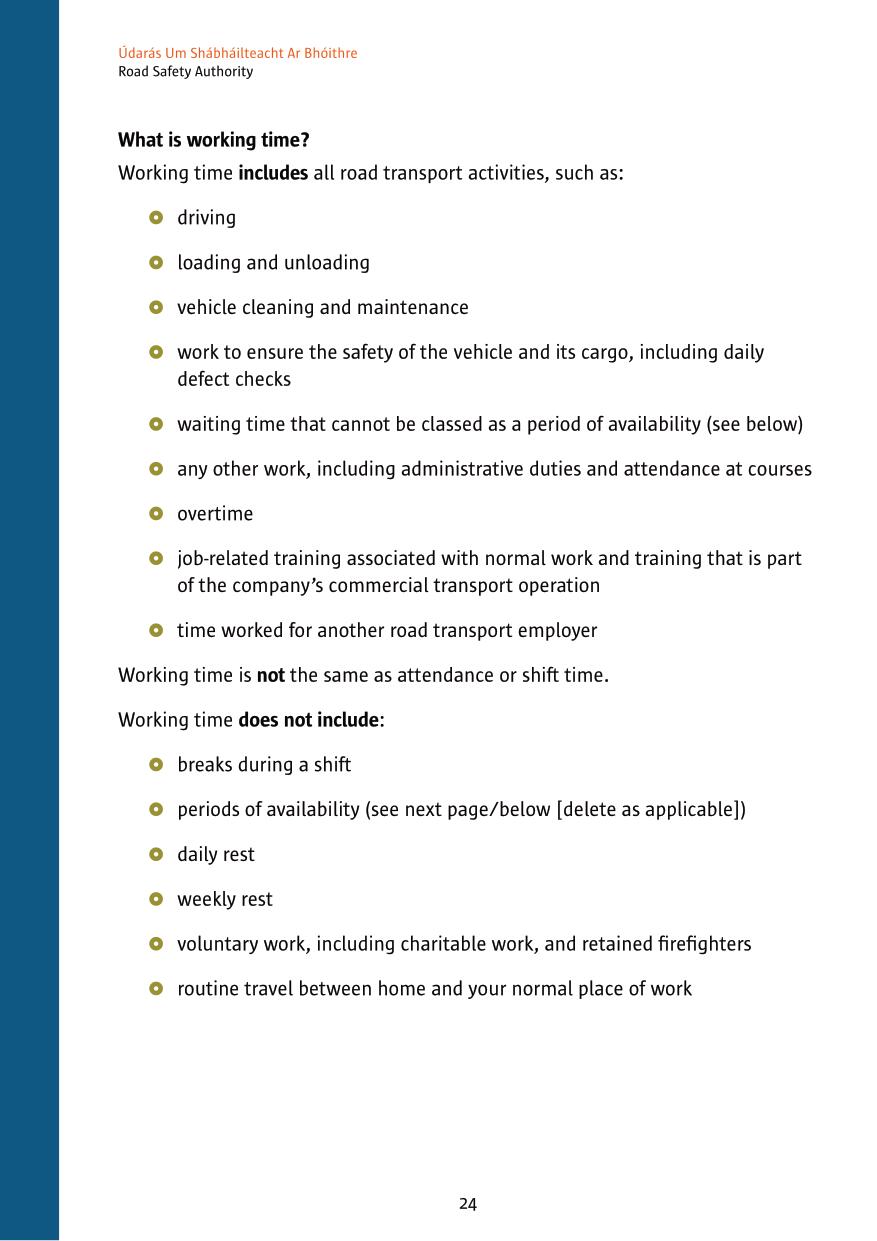 Údarás Um Shábháilteacht Ar Bhóithre
Road Safety Authority
What is working time?
Working time includes all road transport activities, such as:
driving
loading and unloading
vehicle cleaning and maintenance
work to ensure the safety of the vehicle and its cargo, including daily
defect checks
waiting time that cannot be classed as a period of availability (see below)
any other work, including administrative duties and attendance at courses
overtime
job-related training associated with normal work and training that is part
of the company’s commercial transport operation
time worked for another road transport employer
Working time is not the same as attendance or shift time.
Working time does not include:
breaks during a shift
periods of availability (see next page/below [delete as applicable])
daily rest
weekly rest
voluntary work, including charitable work, and retained firefighters
routine travel between home and your normal place of work
24